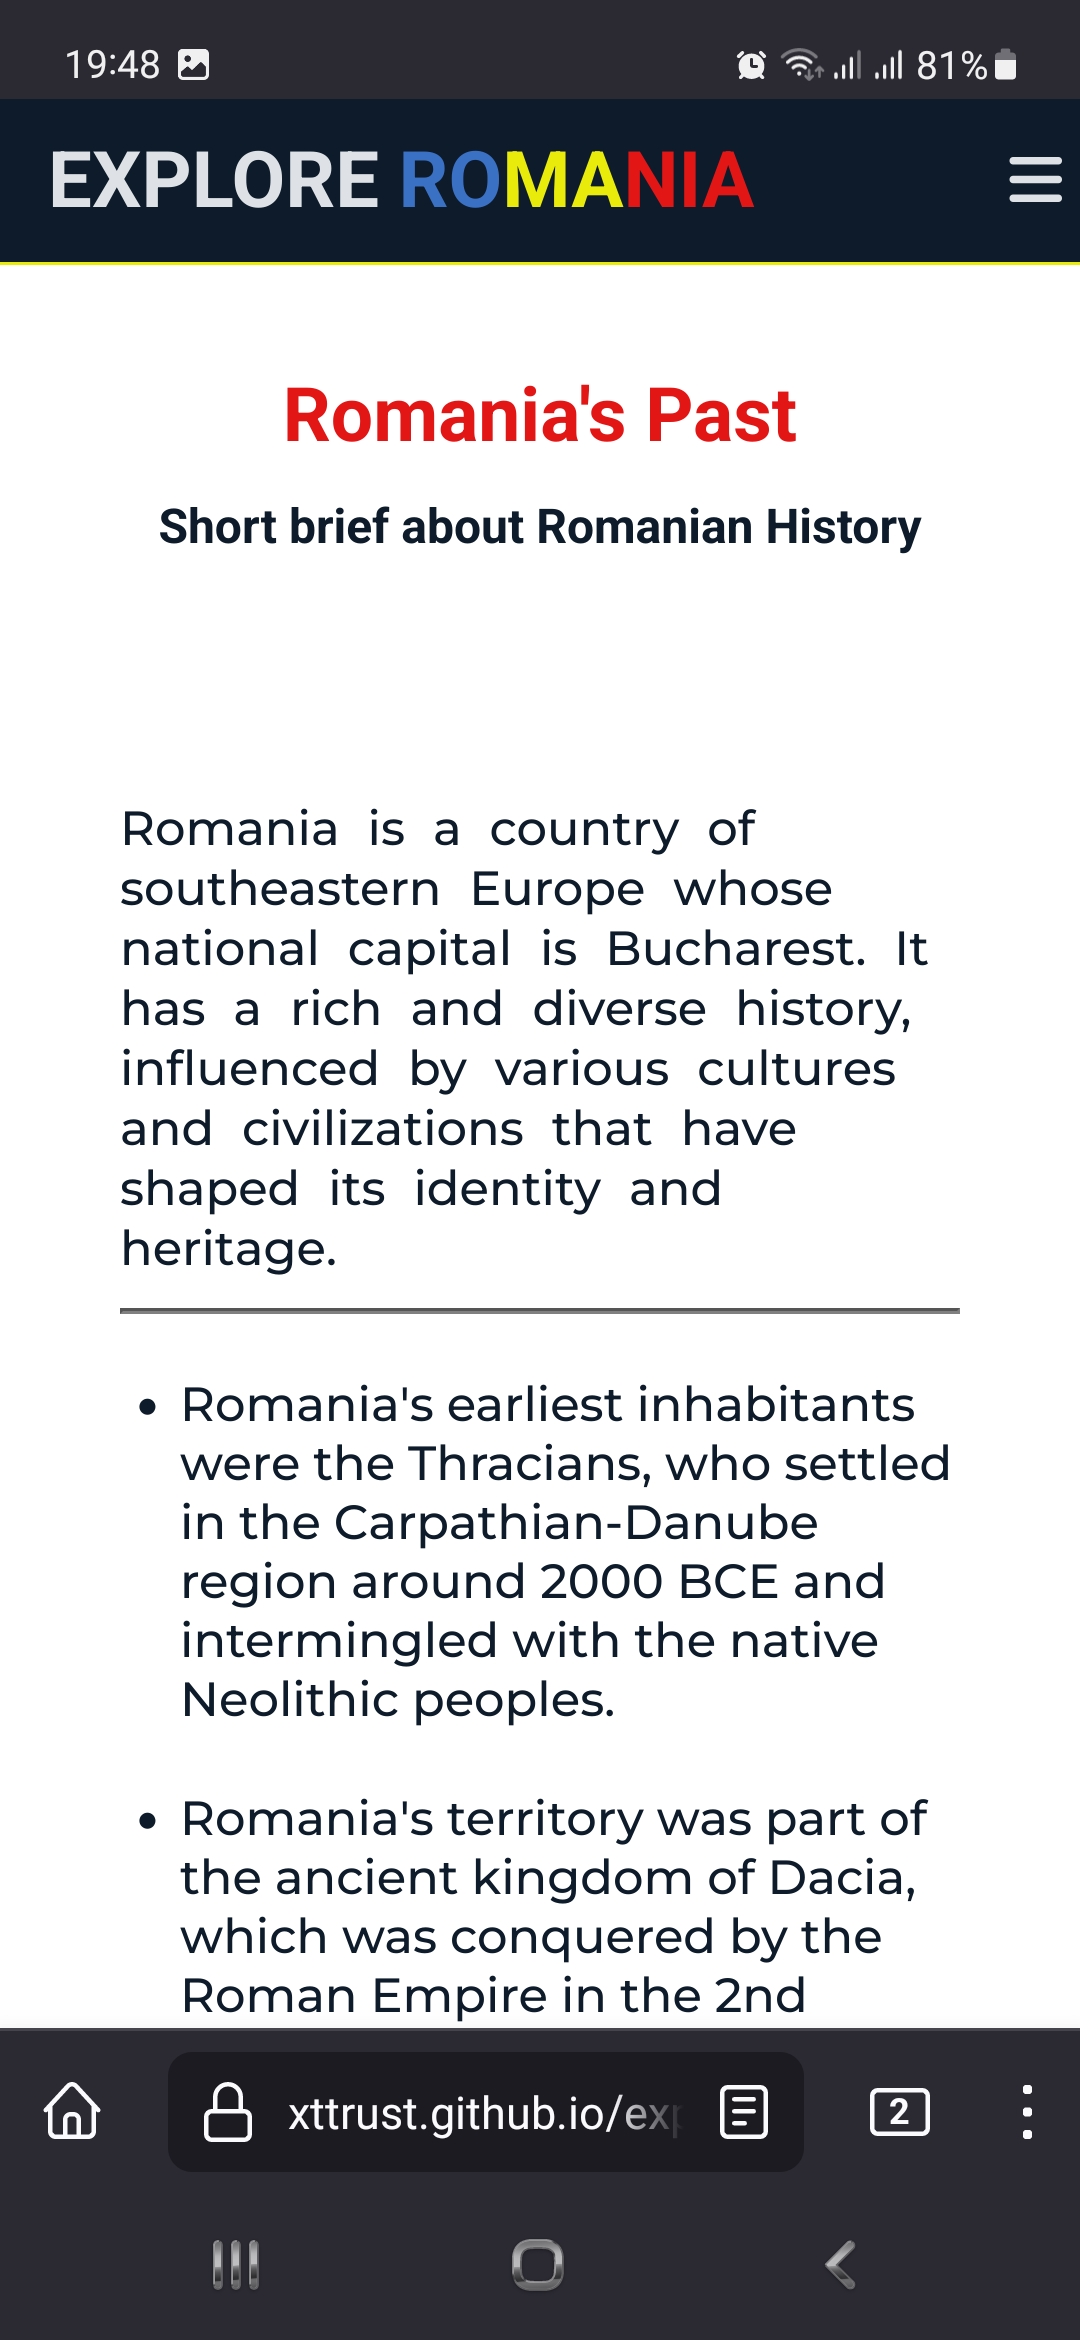 19:48
81%
EXPLORE ROMANIA
Romania's Past
Short brief about Romanian History
Romania is a country of
southeastern Europe whose
national capital is Bucharest. It
has a rich and diverse history,
influenced by various cultures
and civilizations that have
shaped its identity and
heritage.
• Romania's earliest inhabitants
were the Thracians, who settled
in the Carpathian-Danube
region around 2000 BCE and
intermingled with the native
Neolithic peoples.
• Romania's territory was part of
the ancient kingdom of Dacia,
which was conquered by the
Roman Empire in the 2nd
xttrust.github.io/exp
2